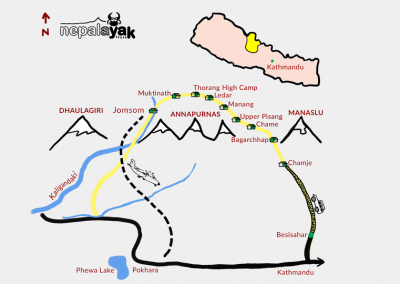 N
nepalayak
Kathmandu
Muktinath
Thorang High Camp
Ledar
Manang
DHAULAGIRI
Jomsom
ANNAPURNAS
Upper Pisang
Chame
MANASLU
Bagarchhap
Chamje
Kaligandaki
Besisahar
Phewa Lake
Pokhara
Kathmandu